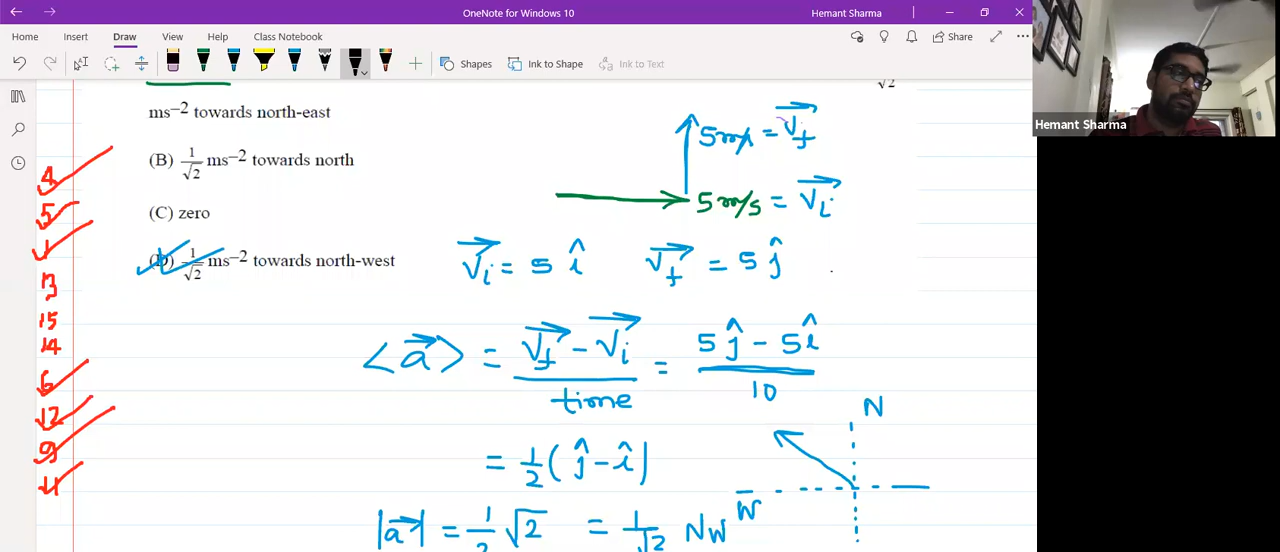 OneNote for Windows 10
Hemant Sharma
Home Insert Draw View Help Class Notebook
Share
Shapes Ink to Shape Ink to Text
√2
ms⁻² towards north-east
(B) 1/√2 ms⁻² towards north
(C) zero
(D) 1/√2 ms⁻² towards north-west
4
5
1
3
15
14
6
12
9
4
5 m/s = V⃗f
5 m/s = V⃗i
V⃗i = 5 î V⃗f = 5 ĵ
<a⃗> = (V⃗f − V⃗i)/time = (5ĵ − 5î)/10
= 1/2 (ĵ − î)
|a⃗| = 1/2 √2 = 1/√2 NW
N
W
Hemant Sharma